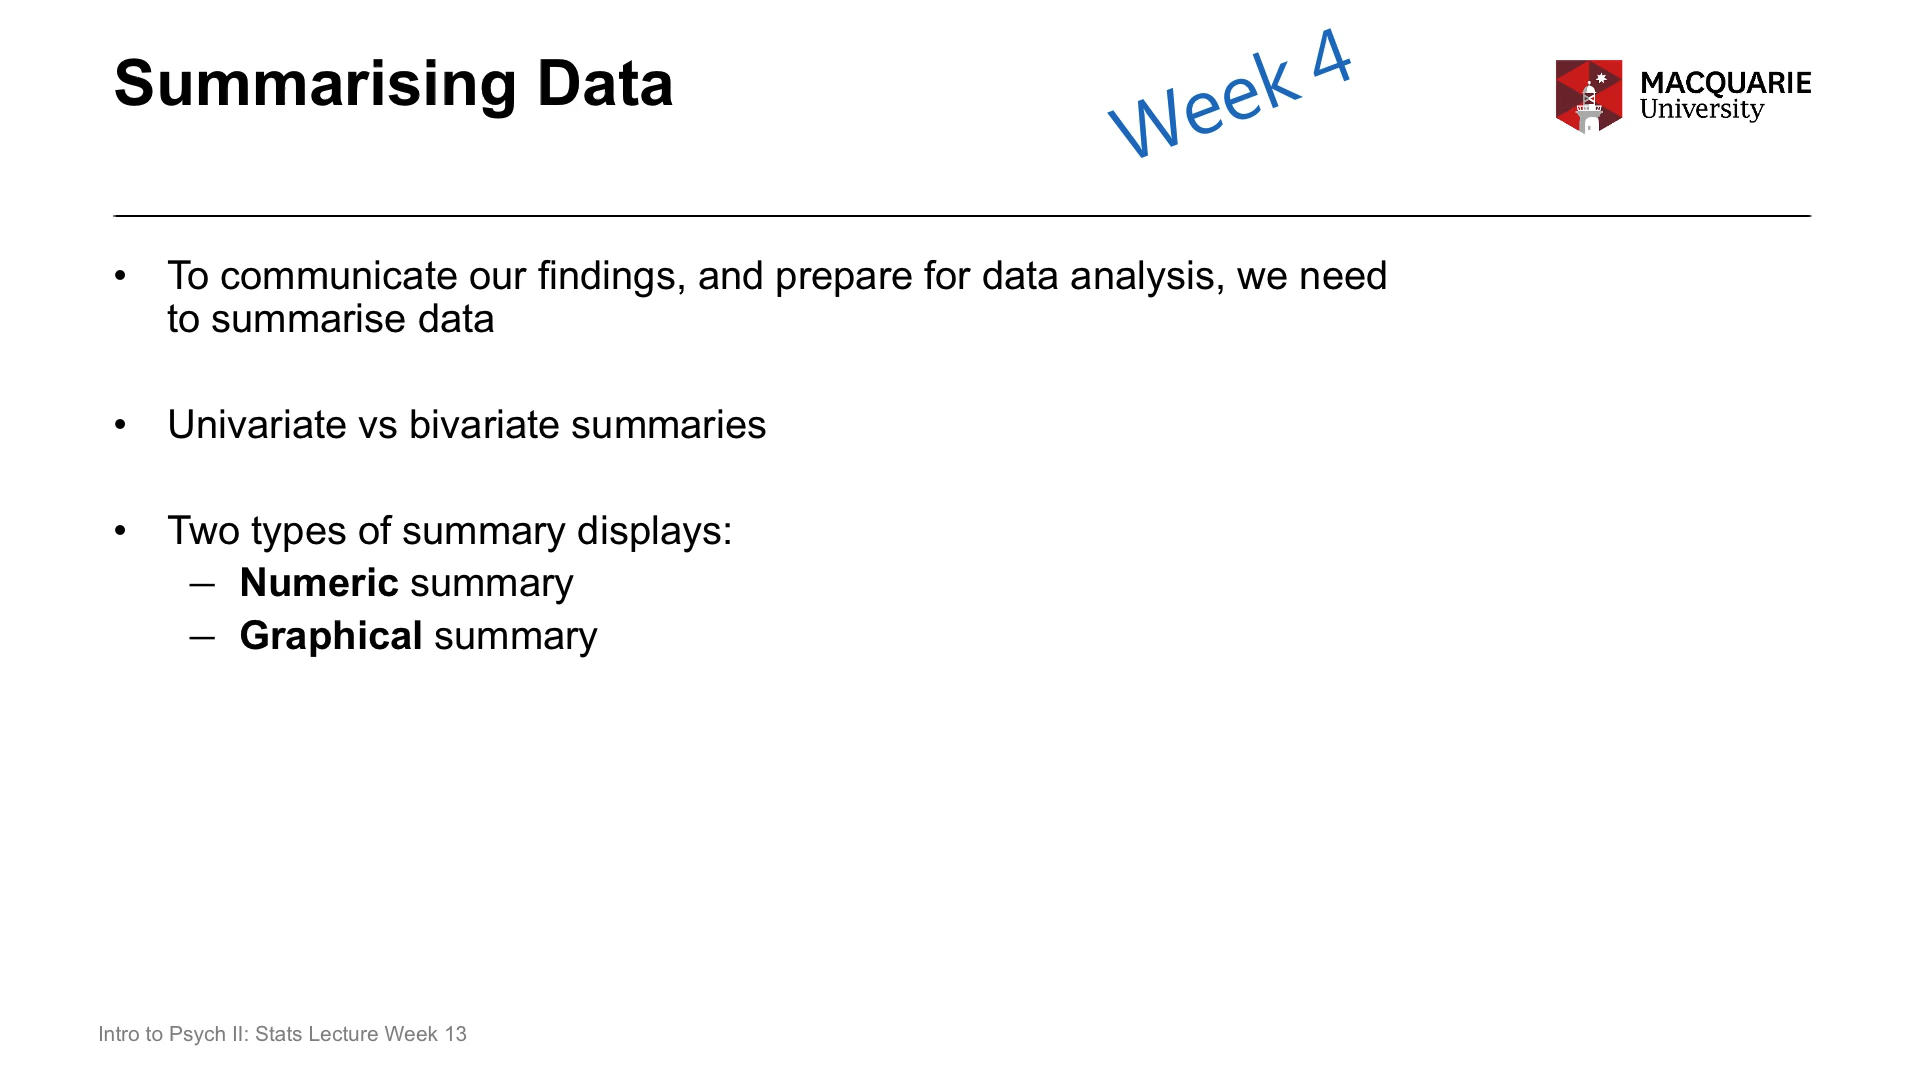 Summarising Data
Week 4
MACQUARIE
University
• To communicate our findings, and prepare for data analysis, we need
to summarise data
• Univariate vs bivariate summaries
• Two types of summary displays:
– Numeric summary
– Graphical summary
Intro to Psych II: Stats Lecture Week 13